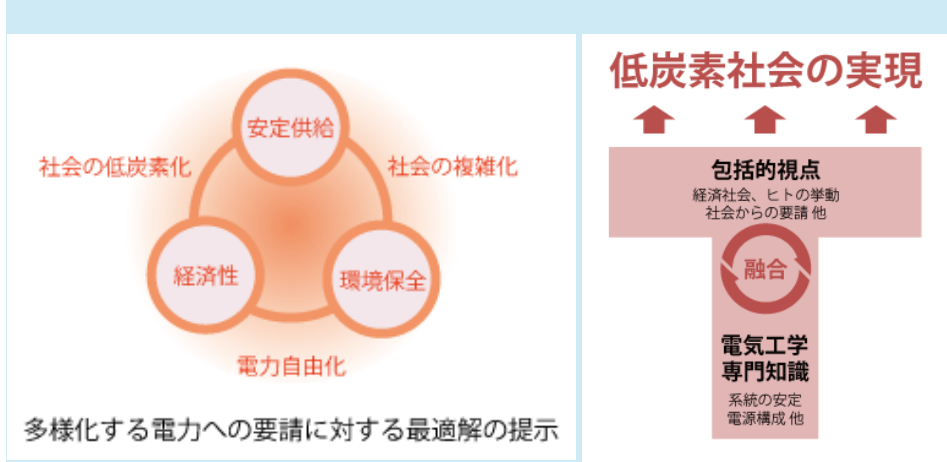 安定供給
社会の低炭素化
社会の複雑化
経済性
環境保全
電力自由化
多様化する電力への要請に対する最適解の提示
低炭素社会の実現
包括的視点
経済社会、ヒトの挙動
社会からの要請 他
融合
電気工学
専門知識
系統の安定
電源構成 他